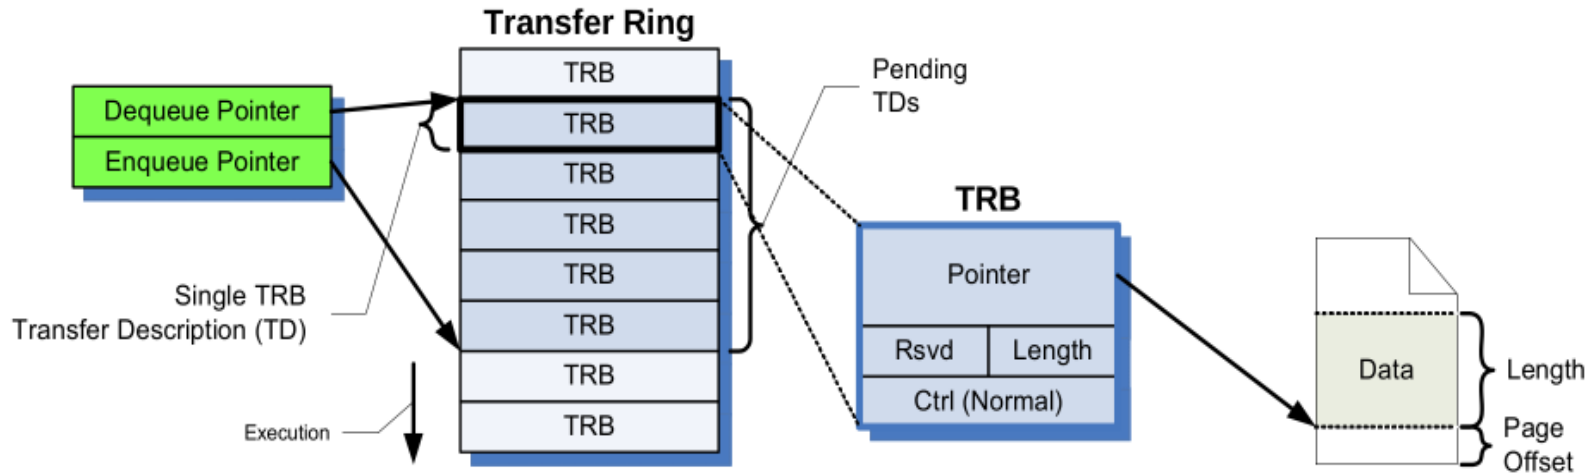 Transfer Ring
Dequeue Pointer
Enqueue Pointer
TRB
TRB
TRB
TRB
TRB
TRB
TRB
TRB
Pending
TDs
Single TRB
Transfer Description (TD)
Execution
TRB
Pointer
Rsvd
Length
Ctrl (Normal)
Data
Length
Page
Offset